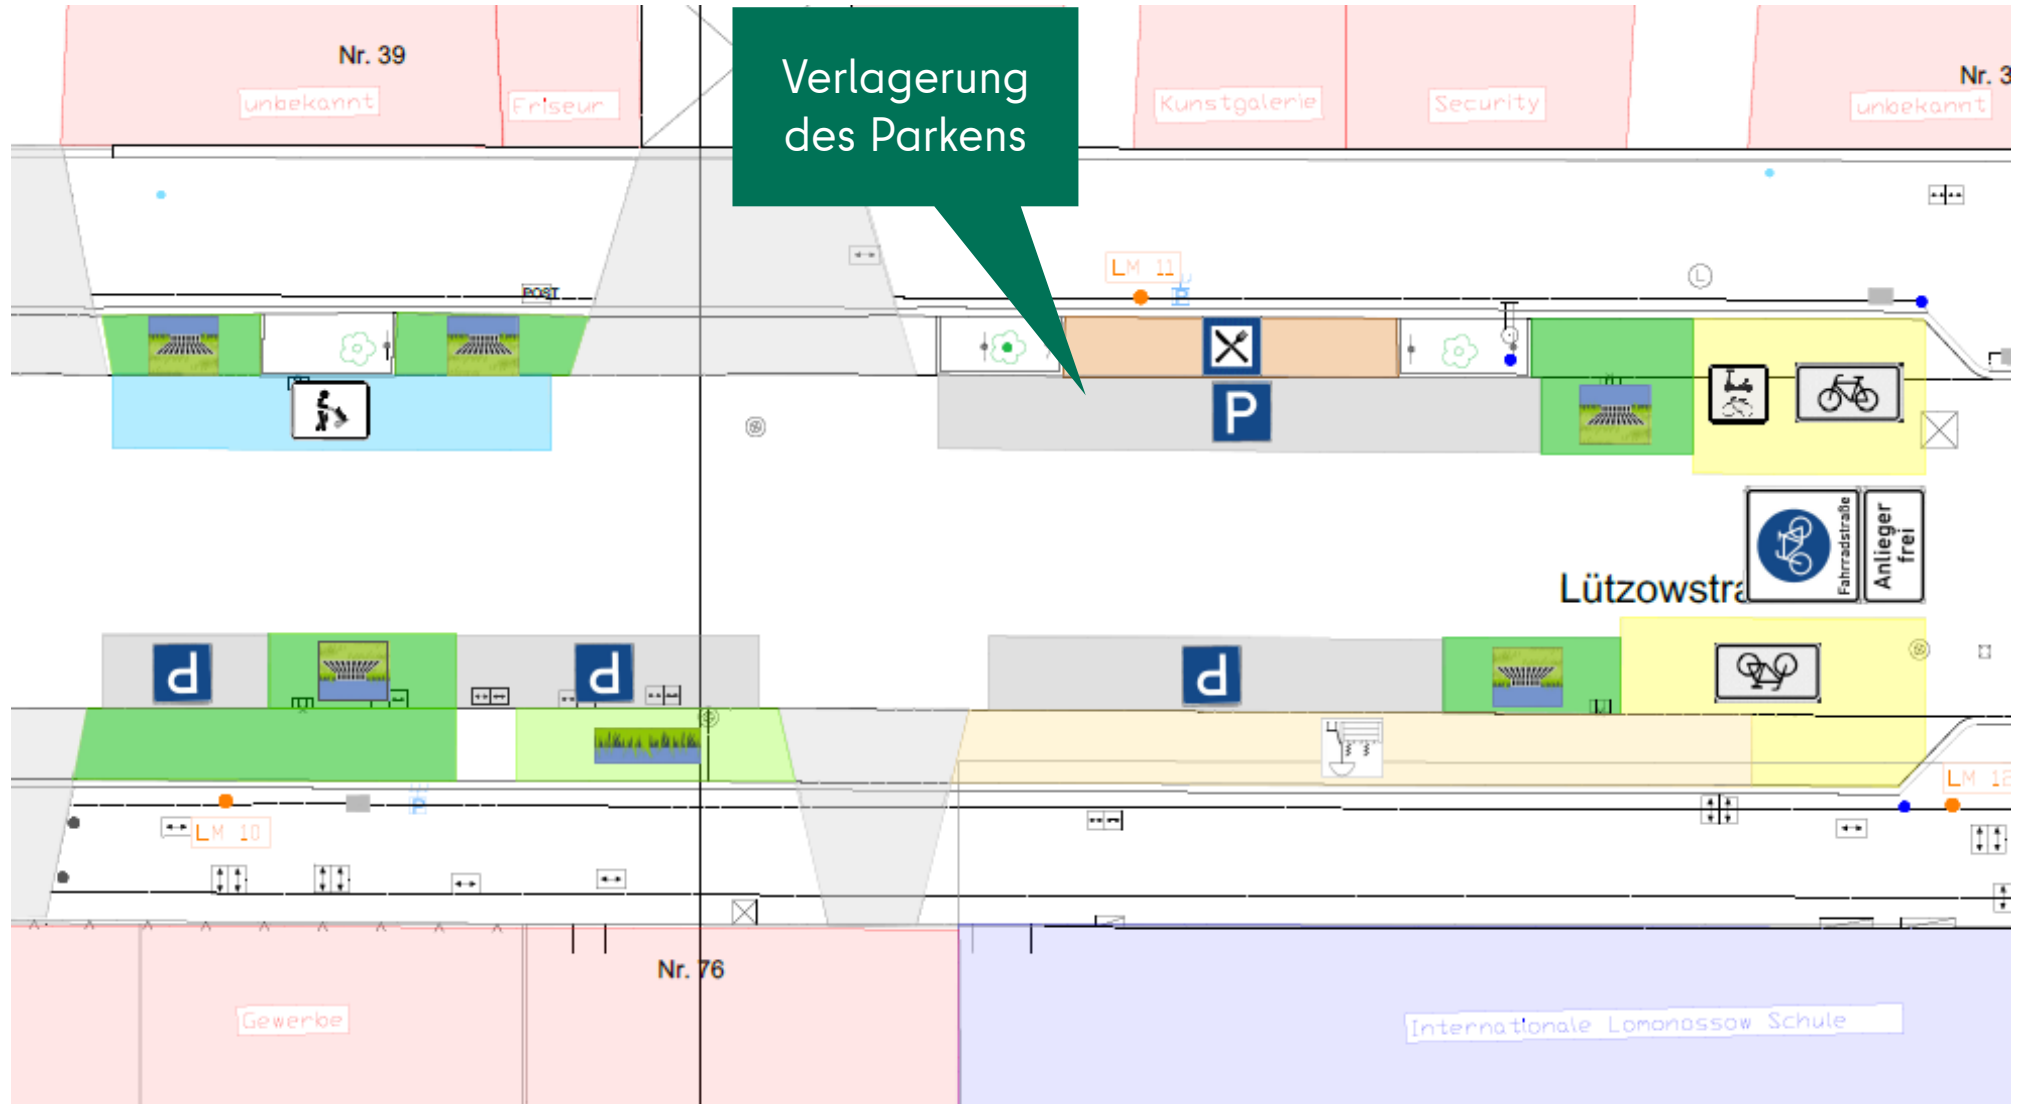 Nr. 39
unbekannt
Friseur
Verlagerung
des Parkens
Kunstgalerie
Security
Nr. 3
unbekannt
POST
LM 11
P
L
P
Fahrradstraße
Anlieger
frei
Lützowstra
P
P
P
P
LM 10
LM 12
Nr. 76
Gewerbe
Internationale Lomonossow Schule